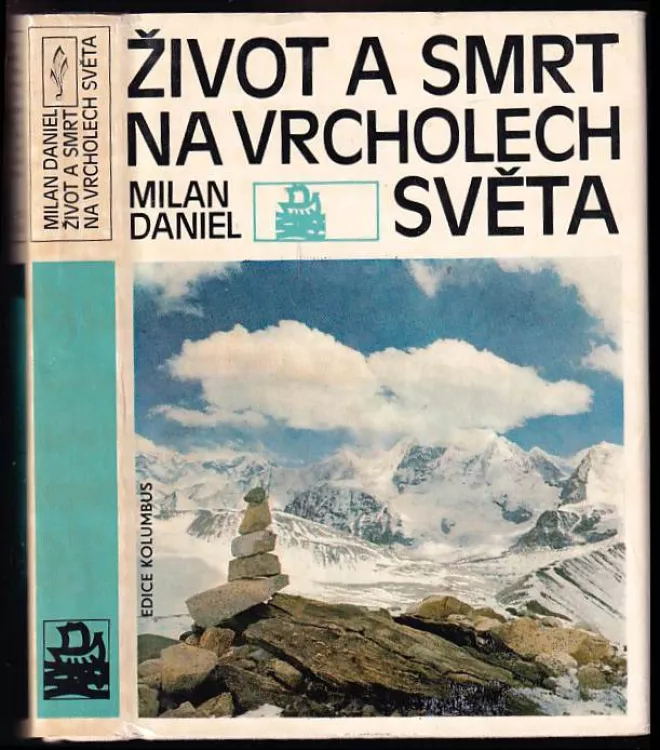 MILAN DANIEL
ŽIVOT A SMRT
NA VRCHOLECH SVĚTA
ŽIVOT A SMRT
NA VRCHOLECH
MILAN
DANIEL
SVĚTA
EDICE KOLUMBUS